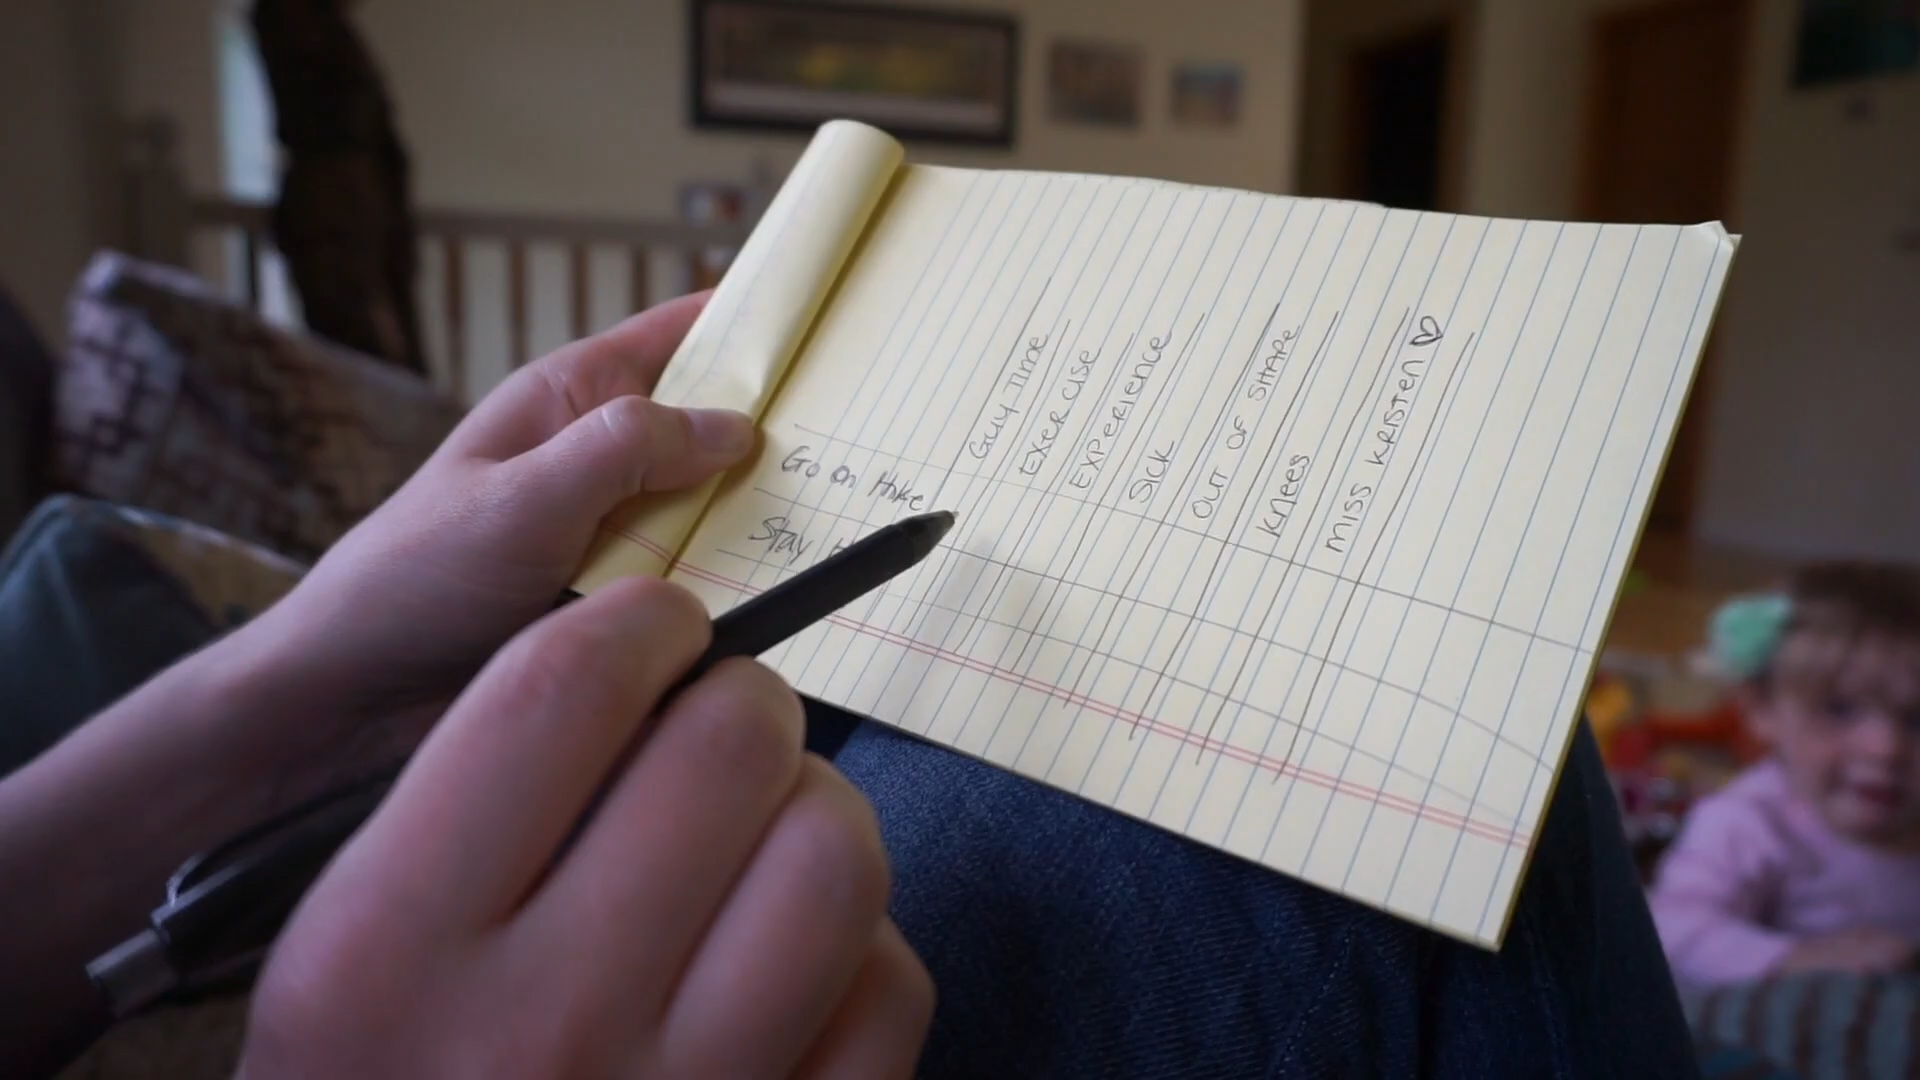 GUY TIME
EXERCISE
EXPERIENCE
SICK
OUT OF SHAPE
KNEES
MISS KRISTEN ♡
Go on Hike
Stay